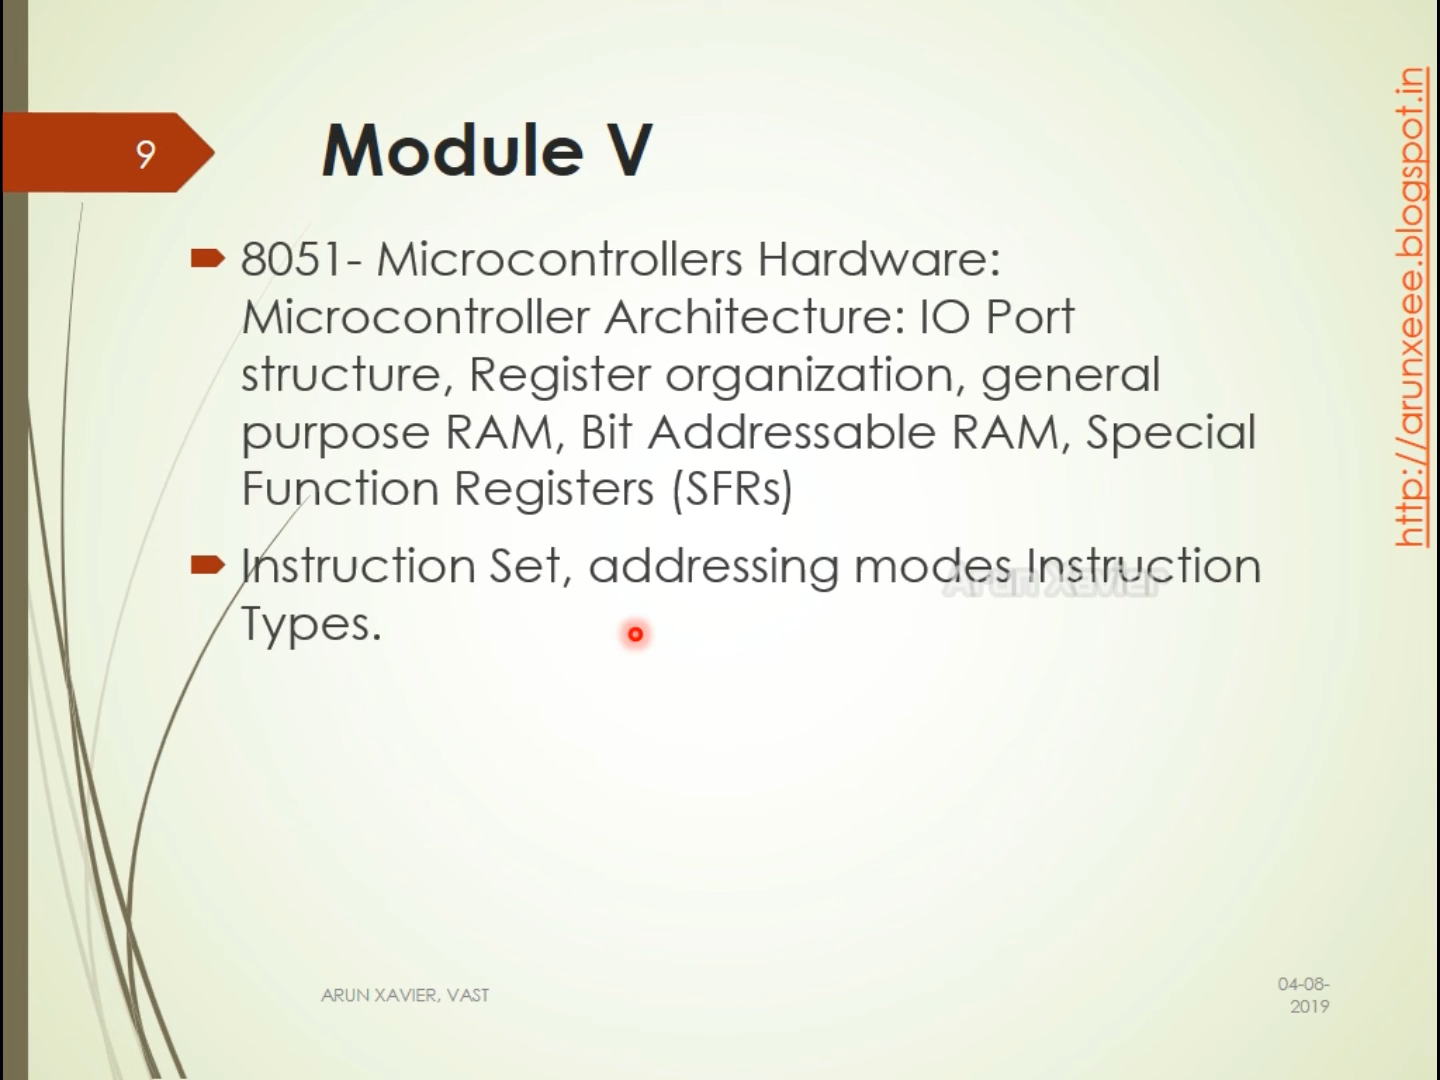 9
Module V
8051- Microcontrollers Hardware:
Microcontroller Architecture: IO Port
structure, Register organization, general
purpose RAM, Bit Addressable RAM, Special
Function Registers (SFRs)
Instruction Set, addressing modes Instruction
Types.
Arun Xavier
ARUN XAVIER, VAST
04-08-
2019
http://arunxeee.blogspot.in